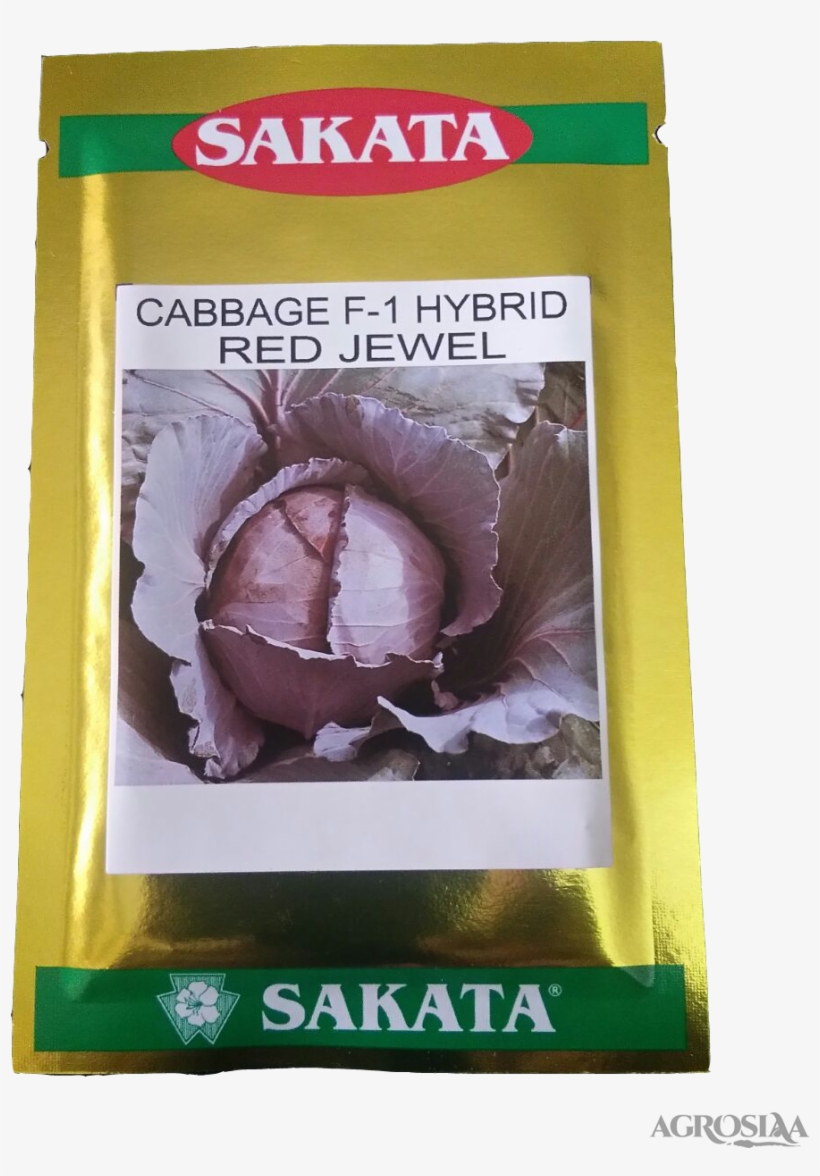 SAKATA
CABBAGE F-1 HYBRID
RED JEWEL
SAKATA®
AGROSIAA